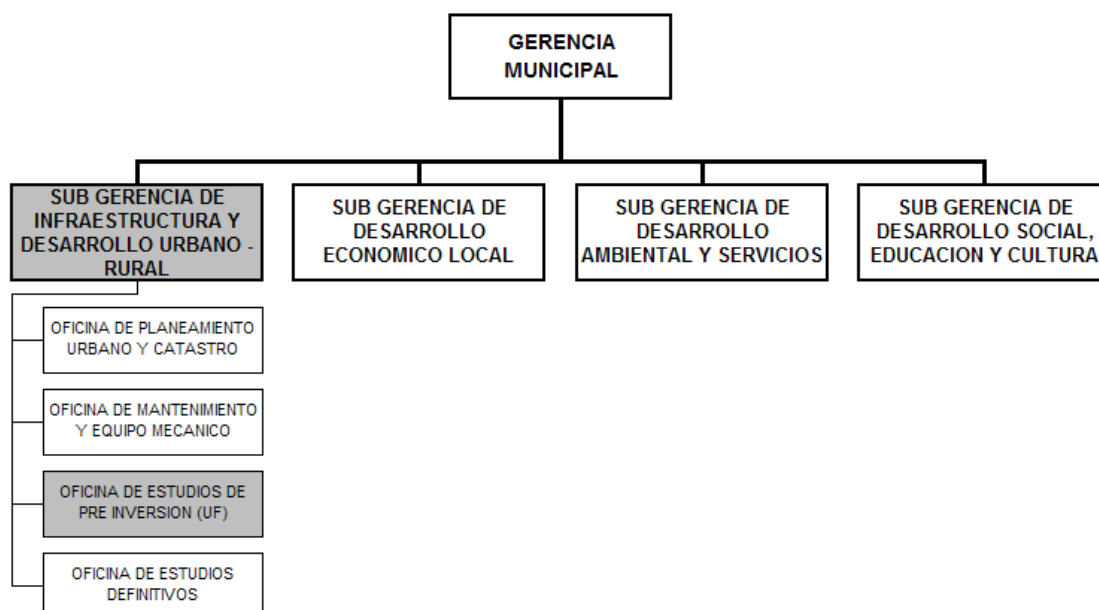 GERENCIA
MUNICIPAL
SUB GERENCIA DE
INFRAESTRUCTURA Y
DESARROLLO URBANO -
RURAL
SUB GERENCIA DE
DESARROLLO
ECONOMICO LOCAL
SUB GERENCIA DE
DESARROLLO
AMBIENTAL Y SERVICIOS
SUB GERENCIA DE
DESARROLLO SOCIAL,
EDUCACION Y CULTURA
OFICINA DE PLANEAMIENTO
URBANO Y CATASTRO
OFICINA DE MANTENIMIENTO
Y EQUIPO MECANICO
OFICINA DE ESTUDIOS DE
PRE INVERSION (UF)
OFICINA DE ESTUDIOS
DEFINITIVOS